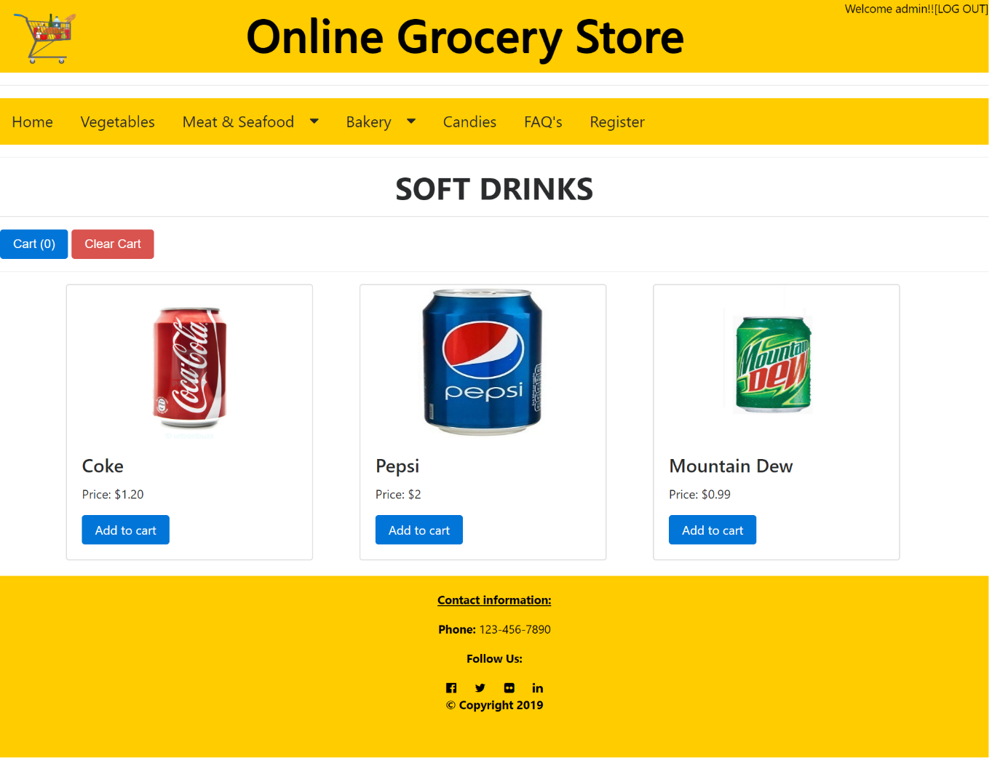 Welcome admin!![LOG OUT]
Online Grocery Store
Home Vegetables Meat & Seafood Bakery Candies FAQ's Register
SOFT DRINKS
Cart (0) Clear Cart
Coca-Cola
pepsi
Mountain
Dew
Coke Pepsi Mountain Dew
Price: $1.20 Price: $2 Price: $0.99
Add to cart Add to cart Add to cart
Contact information:
Phone: 123-456-7890
Follow Us:
© Copyright 2019